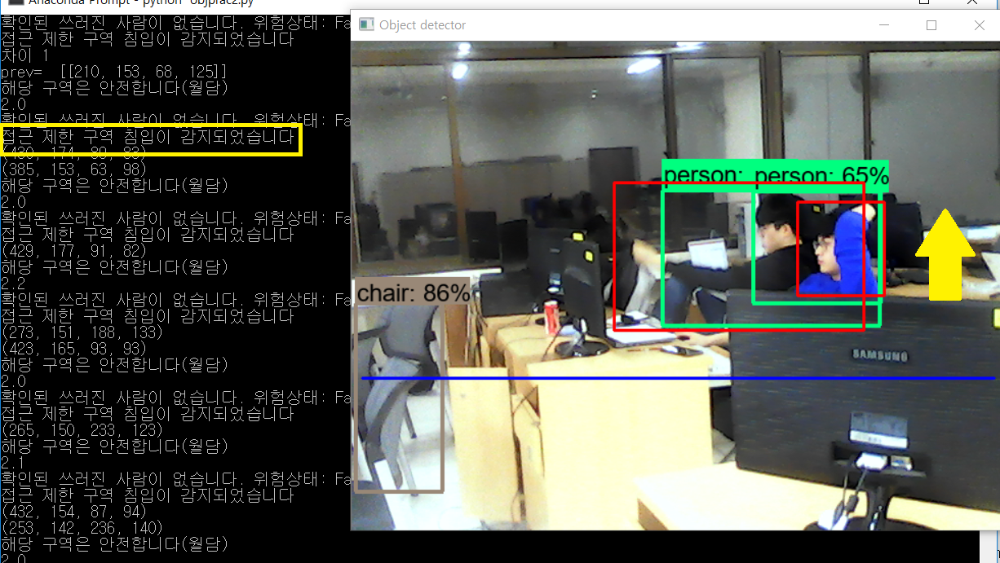 Anaconda Prompt - python objprac2.py
확인된 쓰러진 사람이 없습니다. 위험상태: Fa
접근 제한 구역 침입이 감지되었습니다
차이 1
prev= [[210, 153, 68, 125]]
해당 구역은 안전합니다(월담)
2.0
확인된 쓰러진 사람이 없습니다. 위험상태: Fa
접근 제한 구역 침입이 감지되었습니다
(430, 174, 89, 83)
(385, 153, 63, 98)
해당 구역은 안전합니다(월담)
2.0
확인된 쓰러진 사람이 없습니다. 위험상태: Fa
접근 제한 구역 침입이 감지되었습니다
(429, 177, 91, 82)
해당 구역은 안전합니다(월담)
2.2
확인된 쓰러진 사람이 없습니다. 위험상태: Fa
접근 제한 구역 침입이 감지되었습니다
(273, 151, 188, 133)
(423, 165, 93, 93)
해당 구역은 안전합니다(월담)
2.0
확인된 쓰러진 사람이 없습니다. 위험상태: Fa
접근 제한 구역 침입이 감지되었습니다
(265, 150, 233, 123)
해당 구역은 안전합니다(월담)
2.1
확인된 쓰러진 사람이 없습니다. 위험상태: Fa
접근 제한 구역 침입이 감지되었습니다
(432, 154, 87, 94)
(253, 142, 236, 140)
해당 구역은 안전합니다(월담)
2.0
Object detector
person: person: 65%
chair: 86%
SAMSUNG